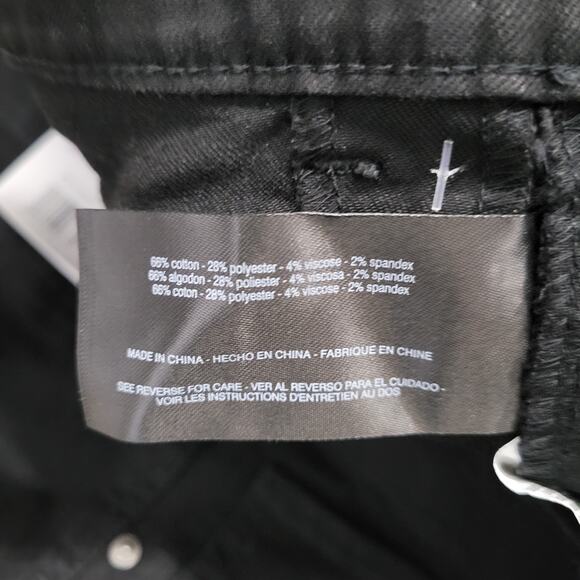 66% cotton - 28% polyester - 4% viscose - 2% spandex
66% algodon - 28% poliester - 4% viscosa - 2% spandex
66% coton - 28% polyester - 4% viscose - 2% spandex
MADE IN CHINA - HECHO EN CHINA - FABRIQUE EN CHINE
SEE REVERSE FOR CARE - VER AL REVERSO PARA EL CUIDADO -
VOIR LES INSTRUCTIONS D'ENTRETIEN AU DOS